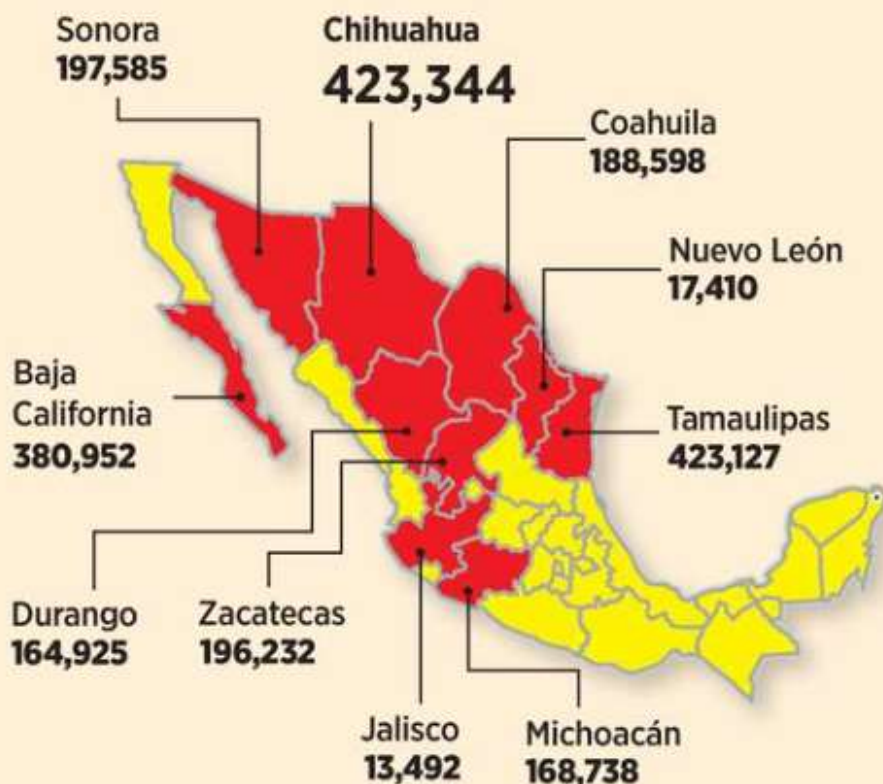 Sonora
197,585
Chihuahua
423,344
Coahuila
188,598
Nuevo León
17,410
Baja
California
380,952
Tamaulipas
423,127
Durango
164,925
Zacatecas
196,232
Jalisco
13,492
Michoacán
168,738